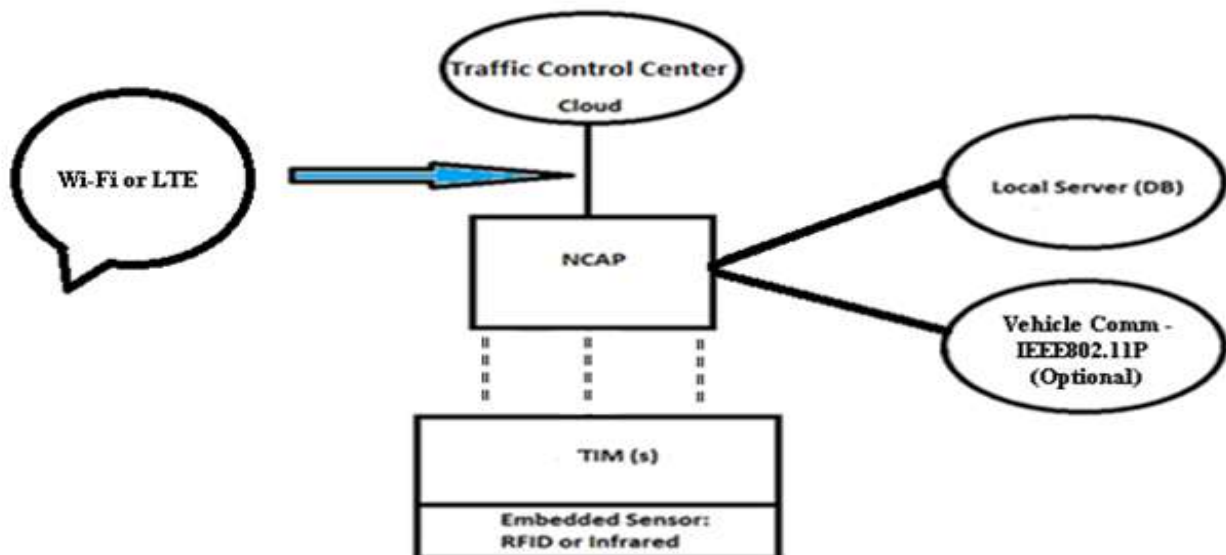 Traffic Control Center
Cloud
Wi-Fi or LTE
Local Server (DB)
NCAP
Vehicle Comm -
IEEE802.11P
(Optional)
TIM (s)
Embedded Sensor:
RFID or Infrared